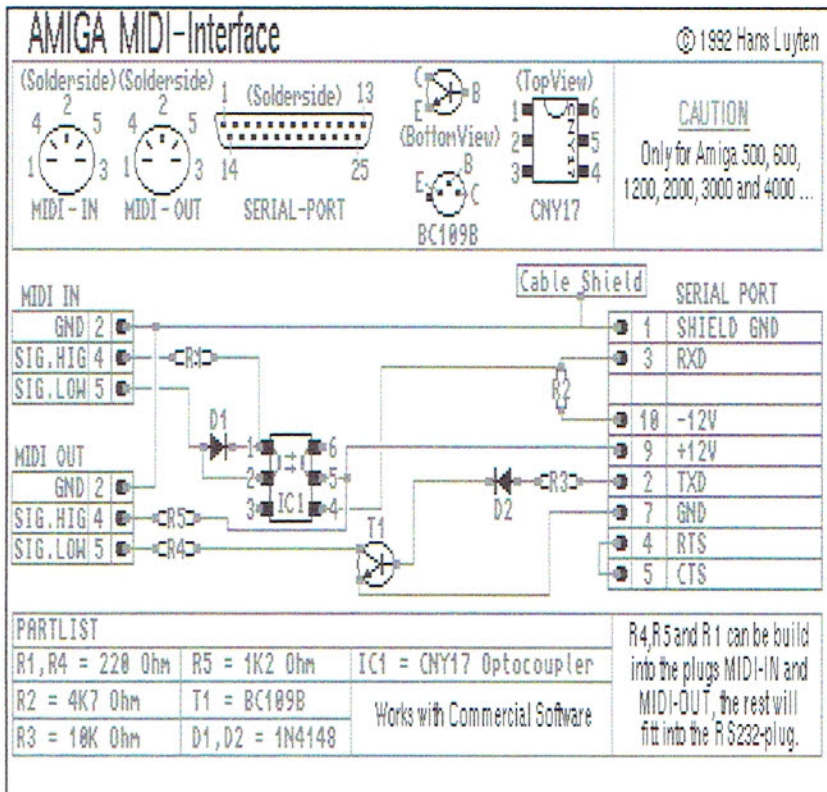 AMIGA MIDI-Interface
© 1992 Hans Luyten
(Solderside)
4 2 5
1 3
MIDI-IN
(Solderside)
4 2 5
1 3
MIDI-OUT
1 (Solderside) 13
14 25
SERIAL-PORT
C
B
E
(BottomView)
B
E
C
BC109B
(TopView)
1 6
2 5
3 4
CNY17
CNY17
CAUTION
Only for Amiga 500, 600,
1200, 2000, 3000 and 4000 ...
Cable Shield
MIDI IN
GND 2
SIG.HIG 4
SIG.LOW 5
R1
D1
1 6
2 5
3 IC1 4
MIDI OUT
GND 2
SIG.HIG 4
SIG.LOW 5
R5
R4
T1
R2
D2
R3
SERIAL PORT
1 SHIELD GND
3 RXD
10 -12V
9 +12V
2 TXD
7 GND
4 RTS
5 CTS
PARTLIST
R1,R4 = 220 Ohm
R5 = 1K2 Ohm
IC1 = CNY17 Optocoupler
R2 = 4K7 Ohm
T1 = BC109B
Works with Commercial Software
R3 = 10K Ohm
D1,D2 = 1N4148
R4,R5 and R1 can be build
into the plugs MIDI-IN and
MIDI-OUT, the rest will
fitt into the RS232-plug.